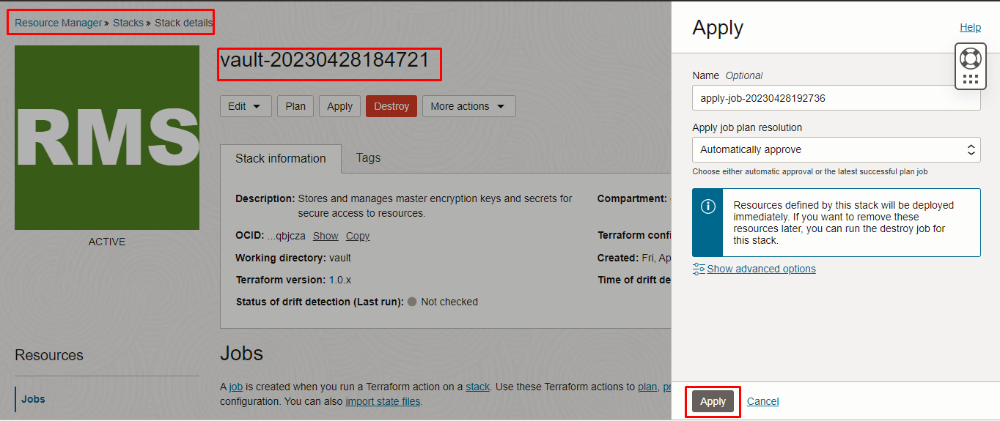 Resource Manager » Stacks » Stack details
RMS
ACTIVE
vault-20230428184721
Edit Plan Apply Destroy More actions
Stack information Tags
Description: Stores and manages master encryption keys and secrets for
secure access to resources.
OCID: ...qbjcza Show Copy
Working directory: vault
Terraform version: 1.0.x
Status of drift detection (Last run): Not checked
Compartment:
Terraform confi
Created: Fri, Ap
Time of drift de
Resources
Jobs
Jobs
A job is created when you run a Terraform action on a stack. Use these Terraform actions to plan, pr
configuration. You can also import state files.
Apply
Help
Name Optional
apply-job-20230428192736
Apply job plan resolution
Automatically approve
Choose either automatic approval or the latest successful plan job
Resources defined by this stack will be deployed
immediately. If you want to remove these
resources later, you can run the destroy job for
this stack.
Show advanced options
Apply Cancel